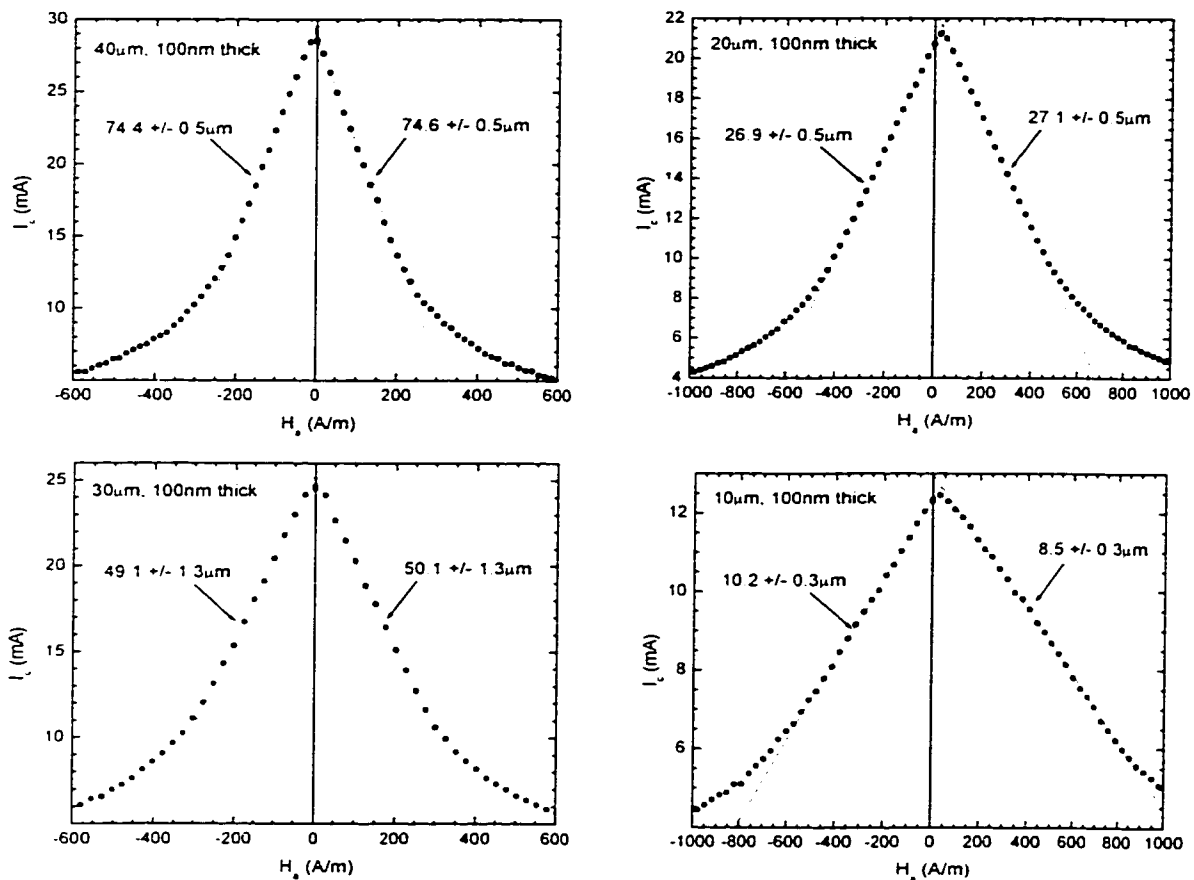 40μm, 100nm thick
74.4 +/- 0.5μm
74.6 +/- 0.5μm
I_c (mA)
30
25
20
15
10
-600 -400 -200 0 200 400 600
H_a (A/m)
20μm, 100nm thick
26.9 +/- 0.5μm
27.1 +/- 0.5μm
I_c (mA)
22
20
18
16
14
12
10
8
6
4
-1000 -800 -600 -400 -200 0 200 400 600 800 1000
H_a (A/m)
30μm, 100nm thick
49.1 +/- 1.3μm
50.1 +/- 1.3μm
I_c (mA)
25
20
15
10
-600 -400 -200 0 200 400 600
H_a (A/m)
10μm, 100nm thick
10.2 +/- 0.3μm
8.5 +/- 0.3μm
I_c (mA)
12
10
8
6
4
-1000 -800 -600 -400 -200 0 200 400 600 800 1000
H_a (A/m)